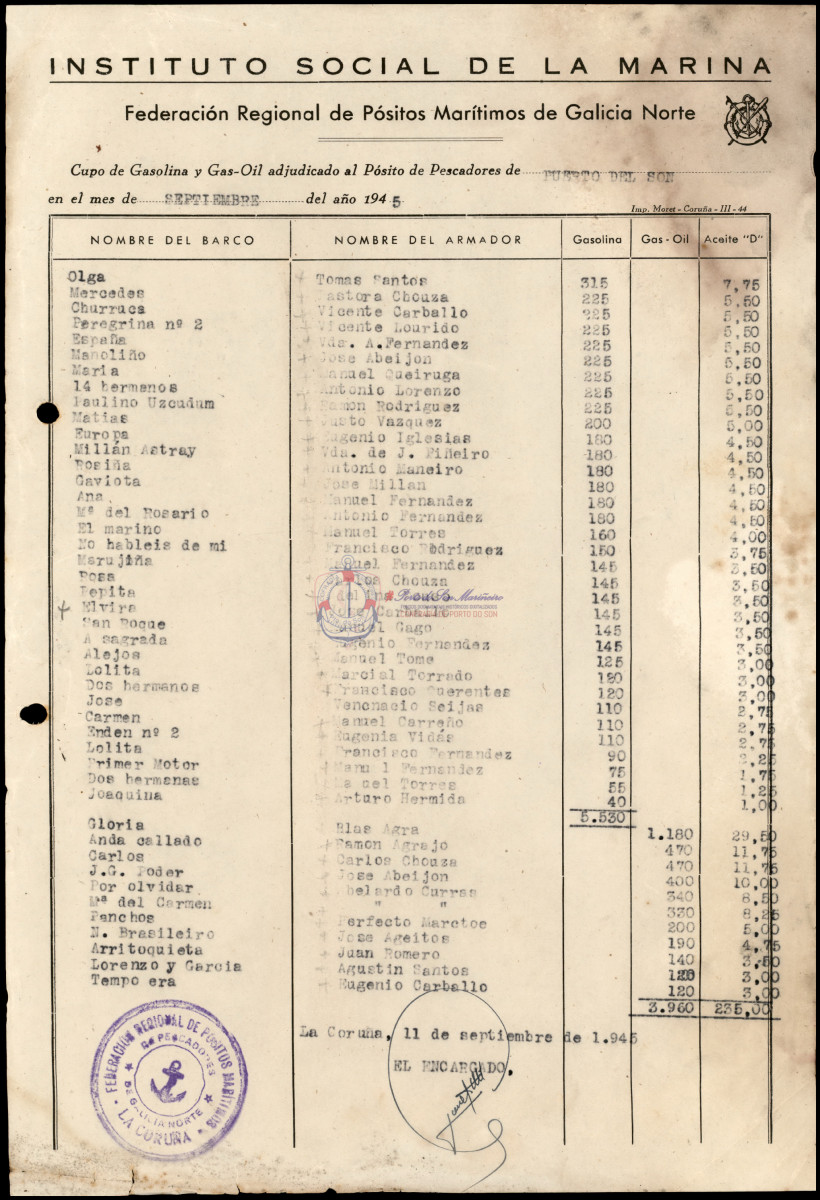 INSTITUTO SOCIAL DE LA MARINA
Federación Regional de Pósitos Marítimos de Galicia Norte
Cupo de Gasolina y Gas-Oil adjudicado al Pósito de Pescadores de PUERTO DEL SON
en el mes de SEPTIEMBRE del año 1945
Imp. Moret - Coruña - III - 44
NOMBRE DEL BARCO NOMBRE DEL ARMADOR Gasolina Gas-Oil Aceite "D"
Olga Tomas Santos 315 7,75
Mercedes Pastora Chouza 225 5,50
Churruca Vicente Carballo 225 5,50
Peregrina nº 2 Vicente Lourido 225 5,50
España Vda. A.Fernandez 225 5,50
Manoliño Jose Abeijon 225 5,50
Maria Manuel Queiruga 225 5,50
14 hermanos Antonio Lorenzo 225 5,50
Paulino Uzcudum Ramon Rodriguez 225 5,50
Matias Justo Vazquez 200 5,00
Europa Eugenio Iglesias 180 4,50
Millán Astray Vda. de J. Piñeiro 180 4,50
Rosiña Antonio Maneiro 180 4,50
Gaviota Jose Millan 180 4,50
Ana Manuel Fernandez 180 4,50
Mª del Rosario Antonio Fernandez 180 4,50
El marino Manuel Torres 160 4,00
No hableis de mi Francisco Rodriguez 150 3,75
Marujiña Manuel Fernandez 145 3,50
Rosa Carlos Chouza 145 3,50
Pepita 145 3,50
Elvira Jose Carballo 145 3,50
San Roque Manuel Gago 145 3,50
A sagrada Eugenio Fernandez 145 3,50
Alejos Manuel Tome 125 3,00
Lolita Marcial Torrado 120 3,00
Dos hermanos Francisco Querentes 120 3,00
Jose Venonacio Seijas 110 2,75
Carmen Manuel Carreño 110 2,75
Enden nº 2 Eugenia Vidás 110 2,75
Lolita Francisco Fernandez 90 2,25
Primer Motor Manu l Fernandez 75 1,75
Dos hermanas Ma uel Torres 55 1,25
Joaquina Arturo Hermida 40 1,00
5.530
Gloria Blas Agra 1.180 29,50
Anda callado Ramon Agrajo 470 11,75
Carlos Carlos Chouza 470 11,75
J.G. Poder Jose Abeijon 400 10,00
Por olvidar Abelardo Curras 340 8,50
Mª del Carmen " " 330 8,25
Panchos Perfecto Marctoe 200 5,00
N. Brasileiro Jose Ageitos 190 4,75
Arritoquieta Juan Romero 140 3,50
Lorenzo y Garcia Agustin Santos 120 3,00
Tempo era Eugenio Carballo 120 3,00
3.960 235,00
La Coruña, 11 de septiembre de 1.945
EL ENCARGADO,
FEDERACIÓN REGIONAL DE PÓSITOS MARÍTIMOS
DE PESCADORES
DE GALICIA NORTE
LA CORUÑA